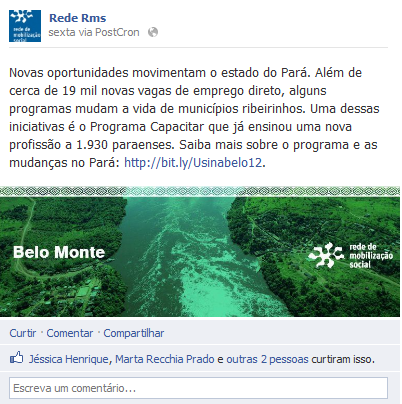 rede de
mobilização
social
Rede Rms
sexta via PostCron
Novas oportunidades movimentam o estado do Pará. Além de
cerca de 19 mil novas vagas de emprego direto, alguns
programas mudam a vida de municípios ribeirinhos. Uma dessas
iniciativas é o Programa Capacitar que já ensinou uma nova
profissão a 1.930 paraenses. Saiba mais sobre o programa e as
mudanças no Pará: http://bit.ly/Usinabelo12.
Belo Monte
rede de
mobilização
social
Curtir · Comentar · Compartilhar
Jéssica Henrique, Marta Recchia Prado e outras 2 pessoas curtiram isso.
Escreva um comentário...